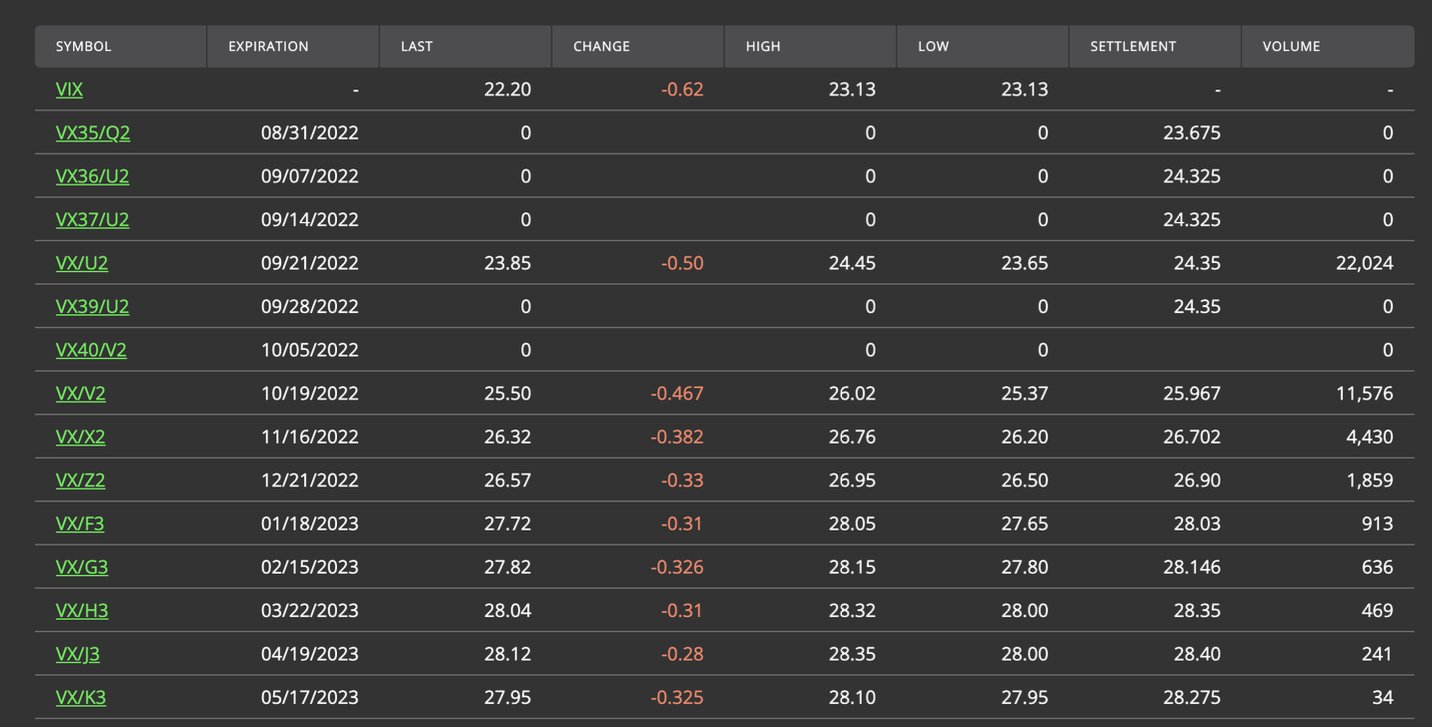 SYMBOL EXPIRATION LAST CHANGE HIGH LOW SETTLEMENT VOLUME
VIX - 22.20 -0.62 23.13 23.13 - -
VX35/Q2 08/31/2022 0 0 0 23.675 0
VX36/U2 09/07/2022 0 0 0 24.325 0
VX37/U2 09/14/2022 0 0 0 24.325 0
VX/U2 09/21/2022 23.85 -0.50 24.45 23.65 24.35 22,024
VX39/U2 09/28/2022 0 0 0 24.35 0
VX40/V2 10/05/2022 0 0 0 0
VX/V2 10/19/2022 25.50 -0.467 26.02 25.37 25.967 11,576
VX/X2 11/16/2022 26.32 -0.382 26.76 26.20 26.702 4,430
VX/Z2 12/21/2022 26.57 -0.33 26.95 26.50 26.90 1,859
VX/F3 01/18/2023 27.72 -0.31 28.05 27.65 28.03 913
VX/G3 02/15/2023 27.82 -0.326 28.15 27.80 28.146 636
VX/H3 03/22/2023 28.04 -0.31 28.32 28.00 28.35 469
VX/J3 04/19/2023 28.12 -0.28 28.35 28.00 28.40 241
VX/K3 05/17/2023 27.95 -0.325 28.10 27.95 28.275 34